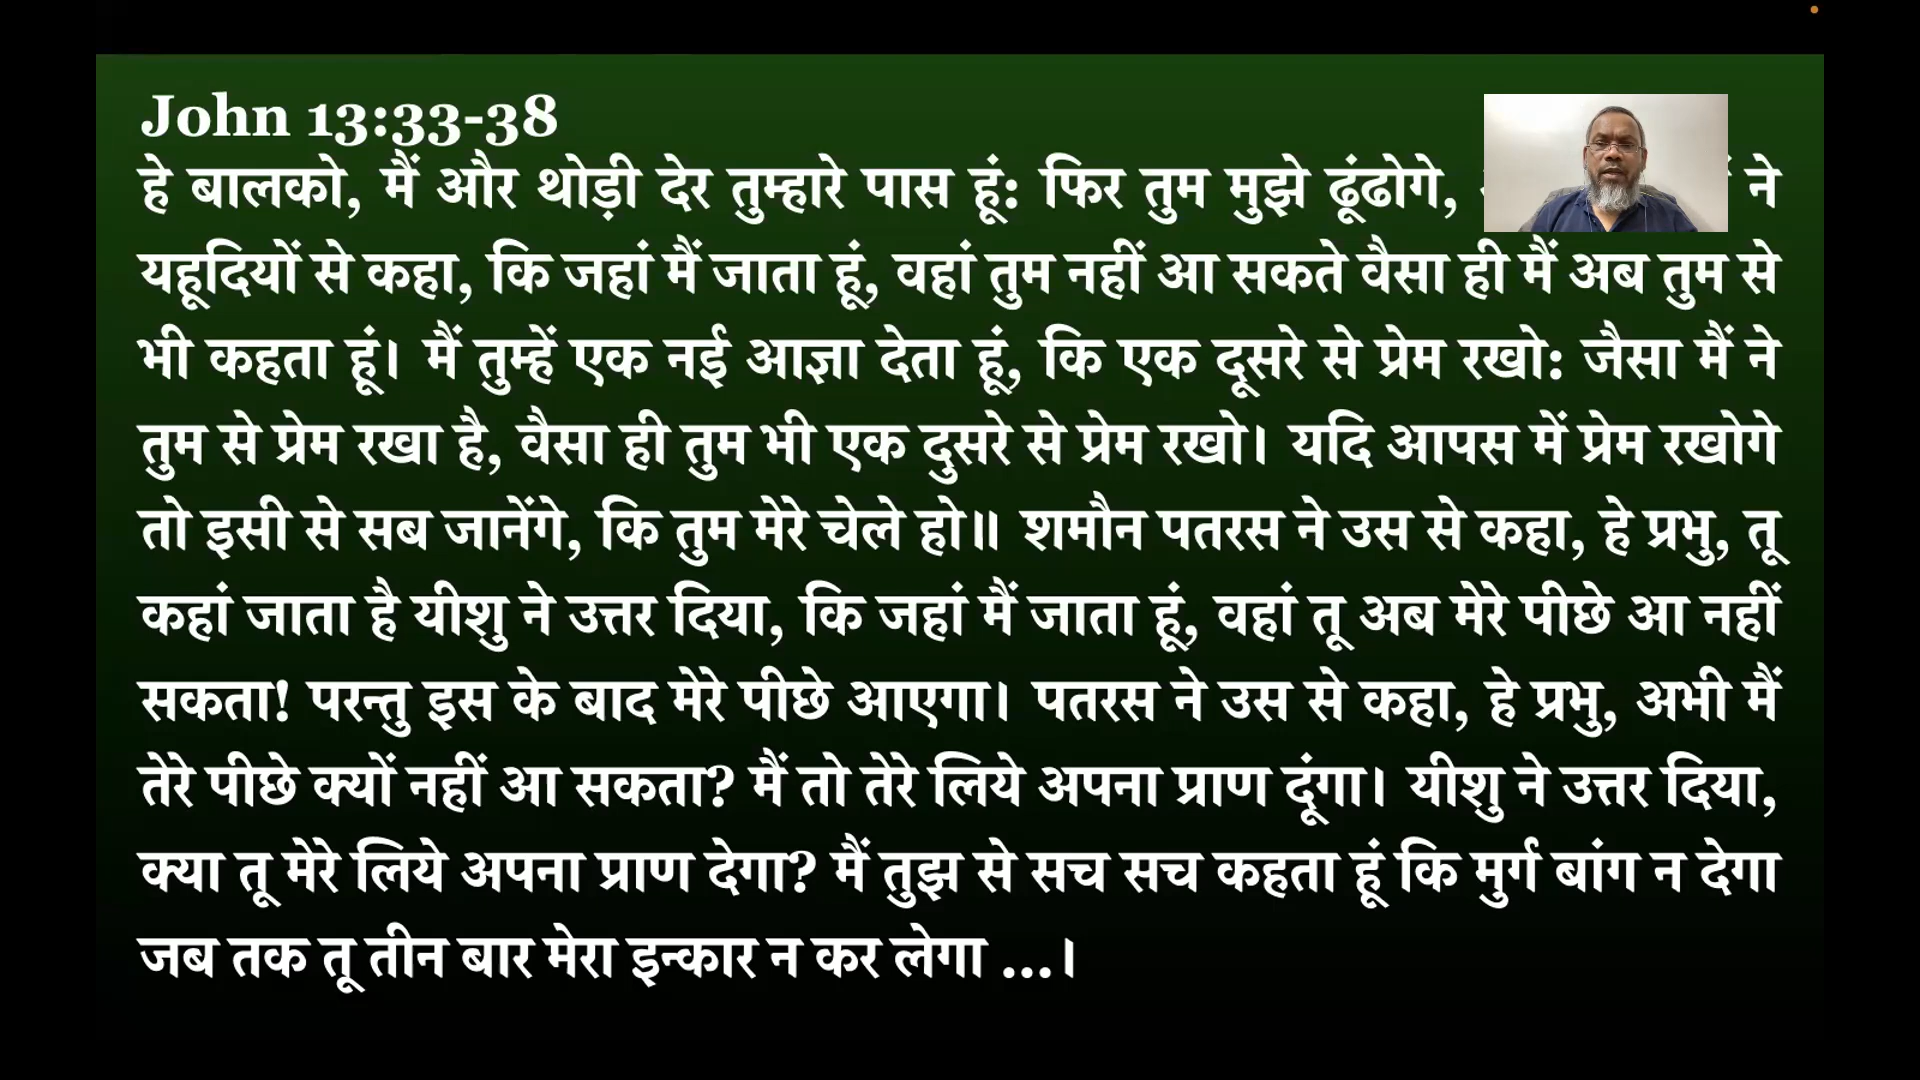 John 13:33-38
हे बालको, मैं और थोड़ी देर तुम्हारे पास हूं: फिर तुम मुझे ढूंढोगे, ने
यहूदियों से कहा, कि जहां मैं जाता हूं, वहां तुम नहीं आ सकते वैसा ही मैं अब तुम से
भी कहता हूं। मैं तुम्हें एक नई आज्ञा देता हूं, कि एक दूसरे से प्रेम रखो: जैसा मैं ने
तुम से प्रेम रखा है, वैसा ही तुम भी एक दुसरे से प्रेम रखो। यदि आपस में प्रेम रखोगे
तो इसी से सब जानेंगे, कि तुम मेरे चेले हो॥ शमौन पतरस ने उस से कहा, हे प्रभु, तू
कहां जाता है यीशु ने उत्तर दिया, कि जहां मैं जाता हूं, वहां तू अब मेरे पीछे आ नहीं
सकता! परन्तु इस के बाद मेरे पीछे आएगा। पतरस ने उस से कहा, हे प्रभु, अभी मैं
तेरे पीछे क्यों नहीं आ सकता? मैं तो तेरे लिये अपना प्राण दूंगा। यीशु ने उत्तर दिया,
क्या तू मेरे लिये अपना प्राण देगा? मैं तुझ से सच सच कहता हूं कि मुर्ग बांग न देगा
जब तक तू तीन बार मेरा इन्कार न कर लेगा ...।